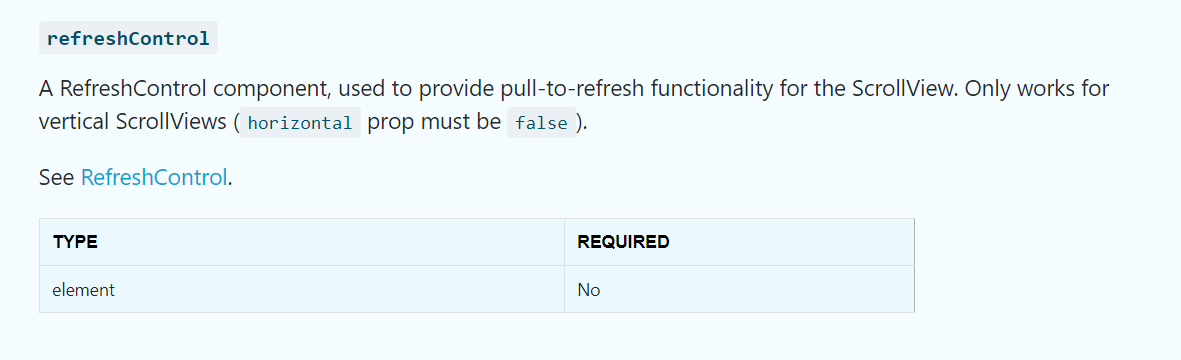 refreshControl
A RefreshControl component, used to provide pull-to-refresh functionality for the ScrollView. Only works for
vertical ScrollViews ( horizontal prop must be false ).
See RefreshControl.
TYPE REQUIRED
element No